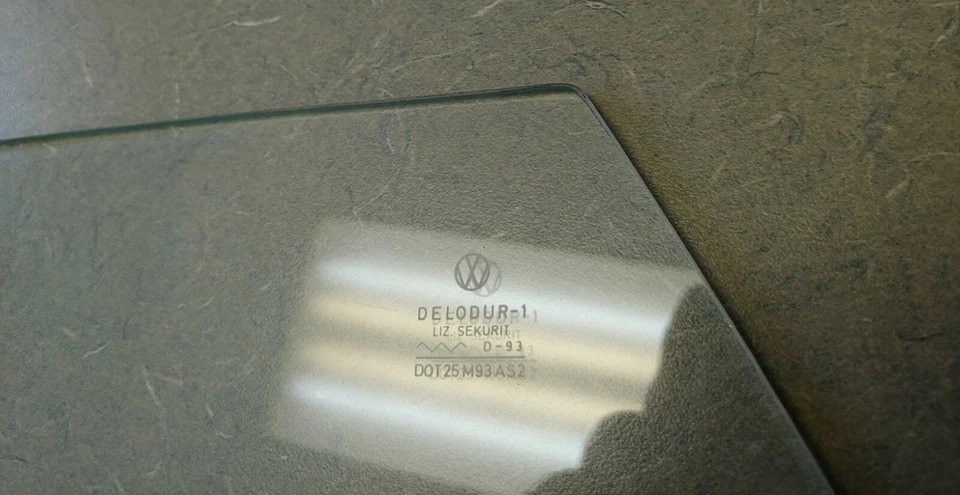 DELODUR-1
LIZ. SEKURIT
D-93
DOT25 M93 AS2